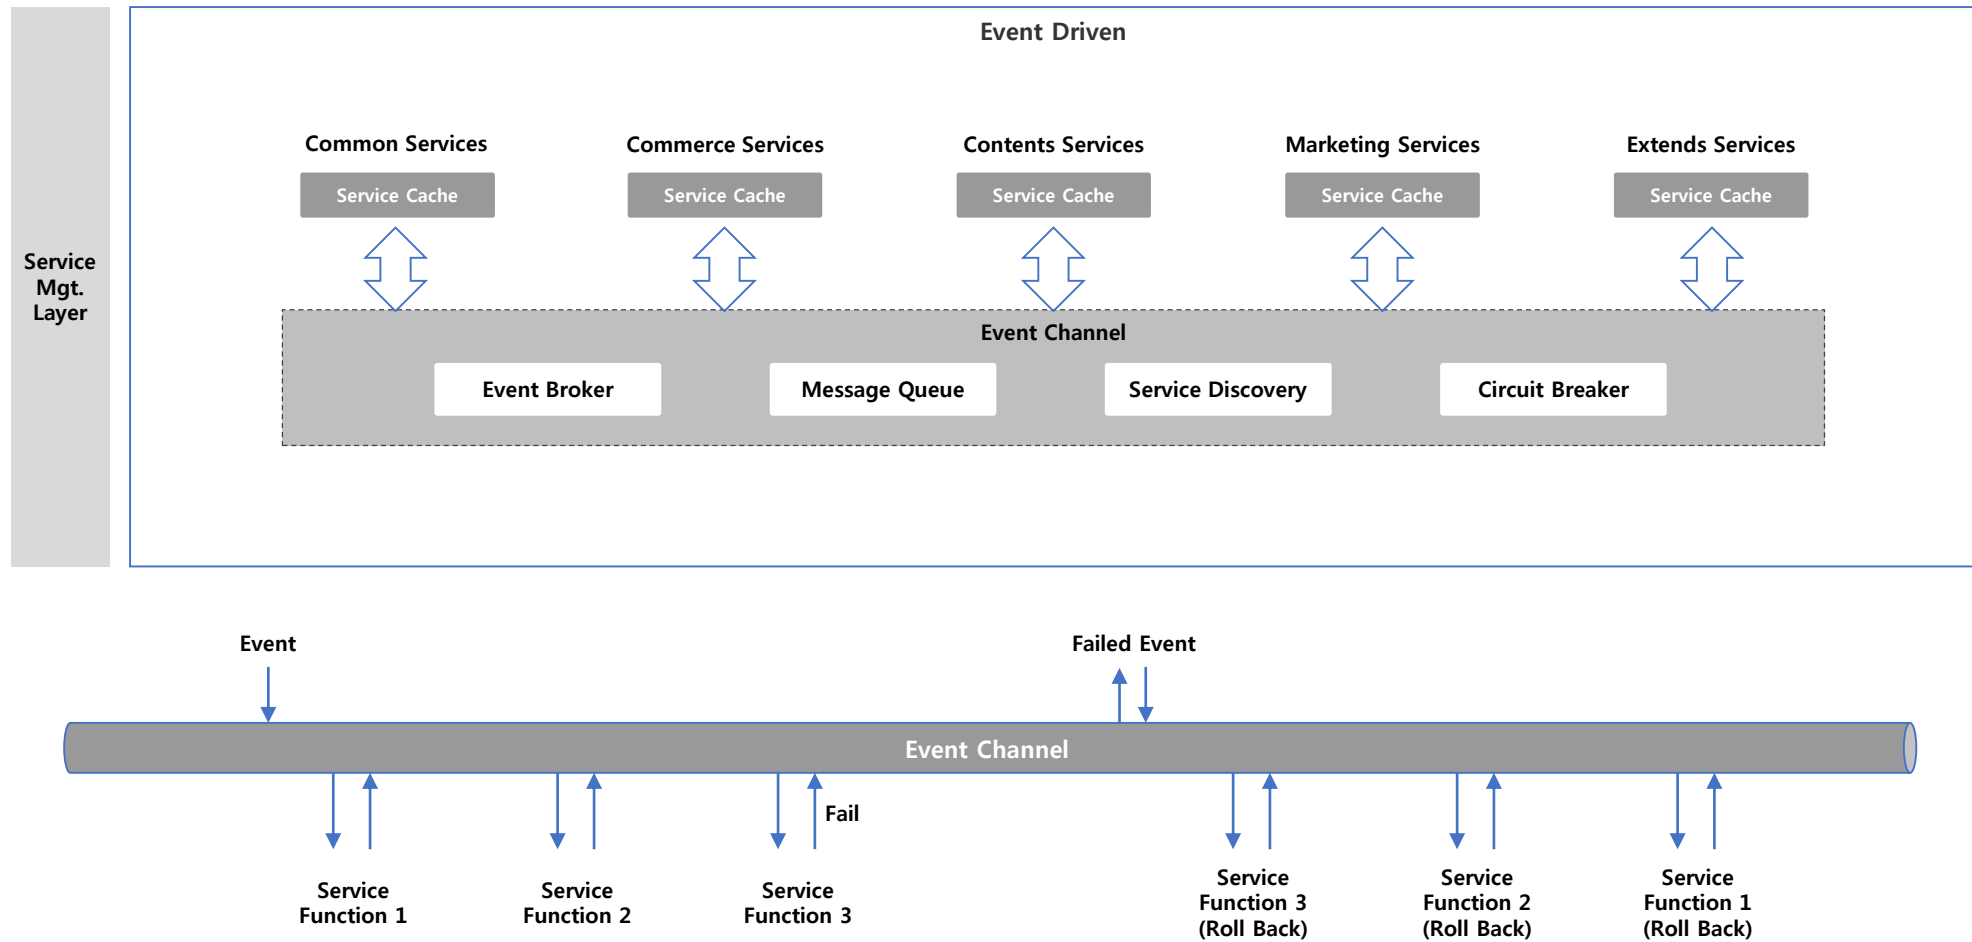 Event Driven
Service
Mgt.
Layer
Common Services
Commerce Services
Contents Services
Marketing Services
Extends Services
Service Cache
Service Cache
Service Cache
Service Cache
Service Cache
Event Channel
Event Broker
Message Queue
Service Discovery
Circuit Breaker
Event
Failed Event
Event Channel
Fail
Service
Function 1
Service
Function 2
Service
Function 3
Service
Function 3
(Roll Back)
Service
Function 2
(Roll Back)
Service
Function 1
(Roll Back)